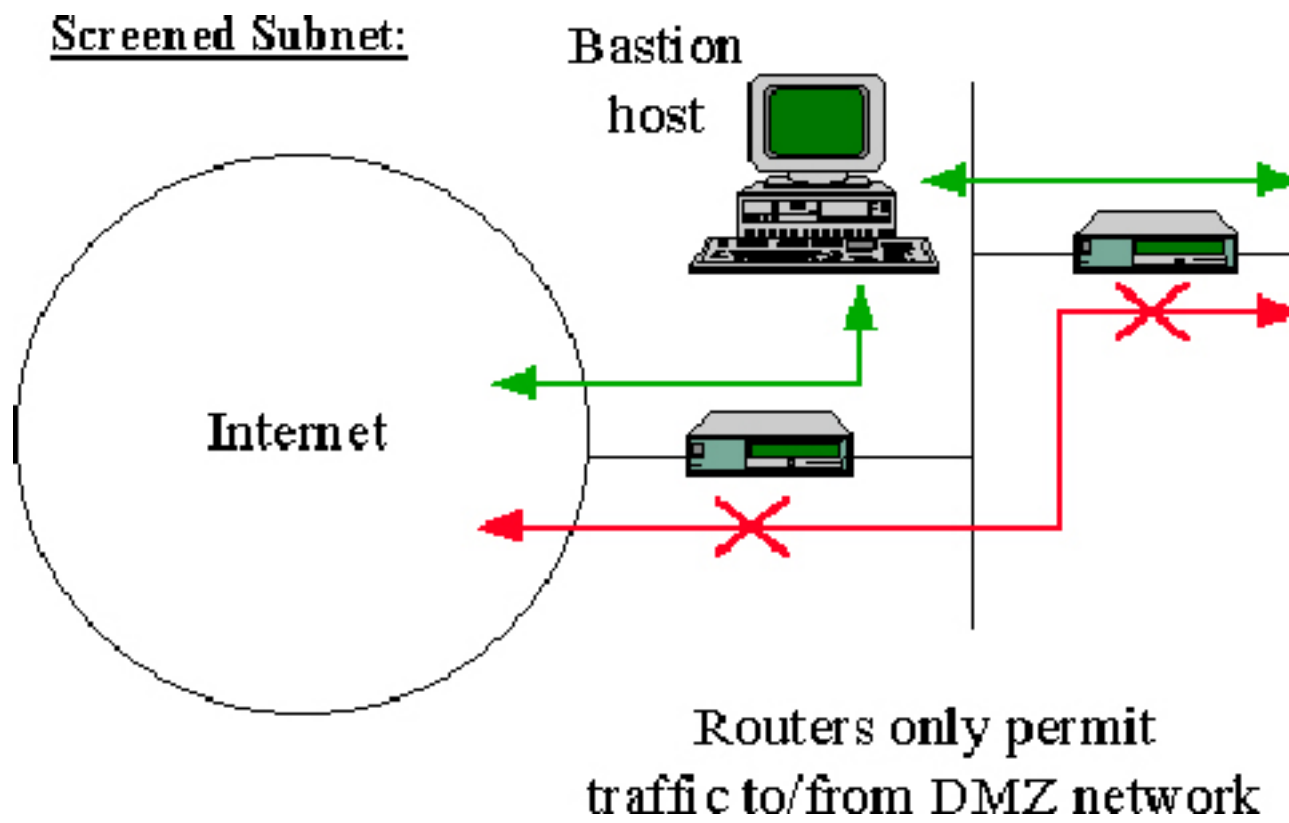 Screened Subnet:
Bastion
host
Internet
Routers only permit
traffic to/from DMZ network